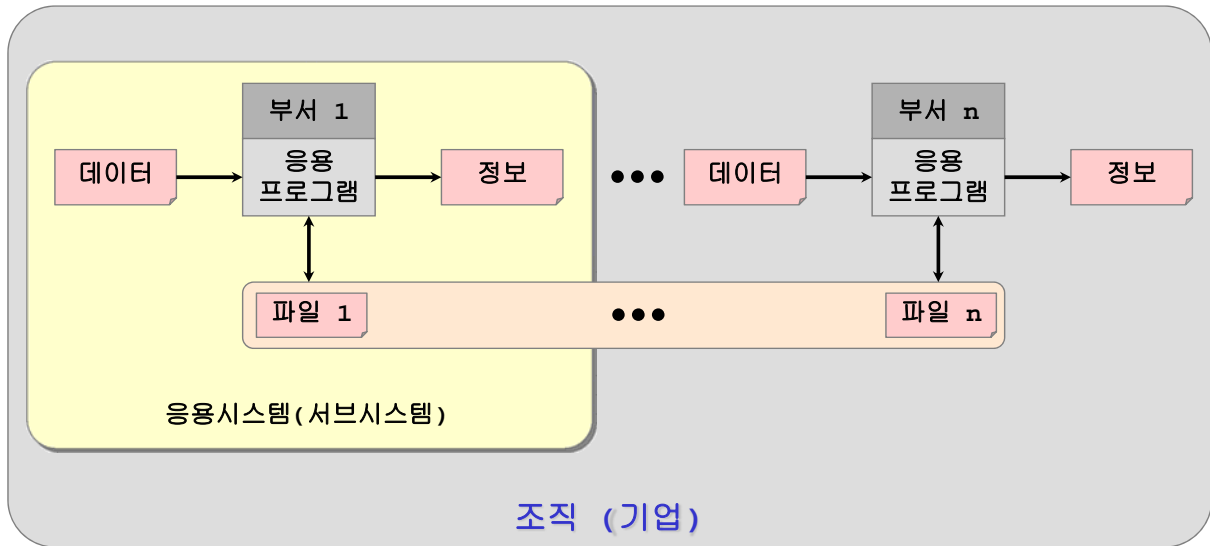 부서 1
부서 n
데이터
응용
프로그램
정보
데이터
응용
프로그램
정보
파일 1
파일 n
응용시스템(서브시스템)
조직 (기업)